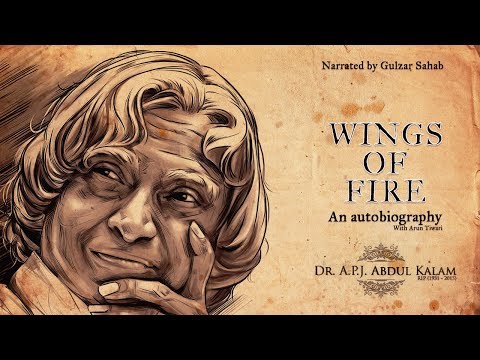 Narrated by Gulzar Sahab
WINGS
OF
FIRE
An autobiography
With Arun Tiwari
DR. A.P.J. ABDUL KALAM
RIP (1931 - 2015)